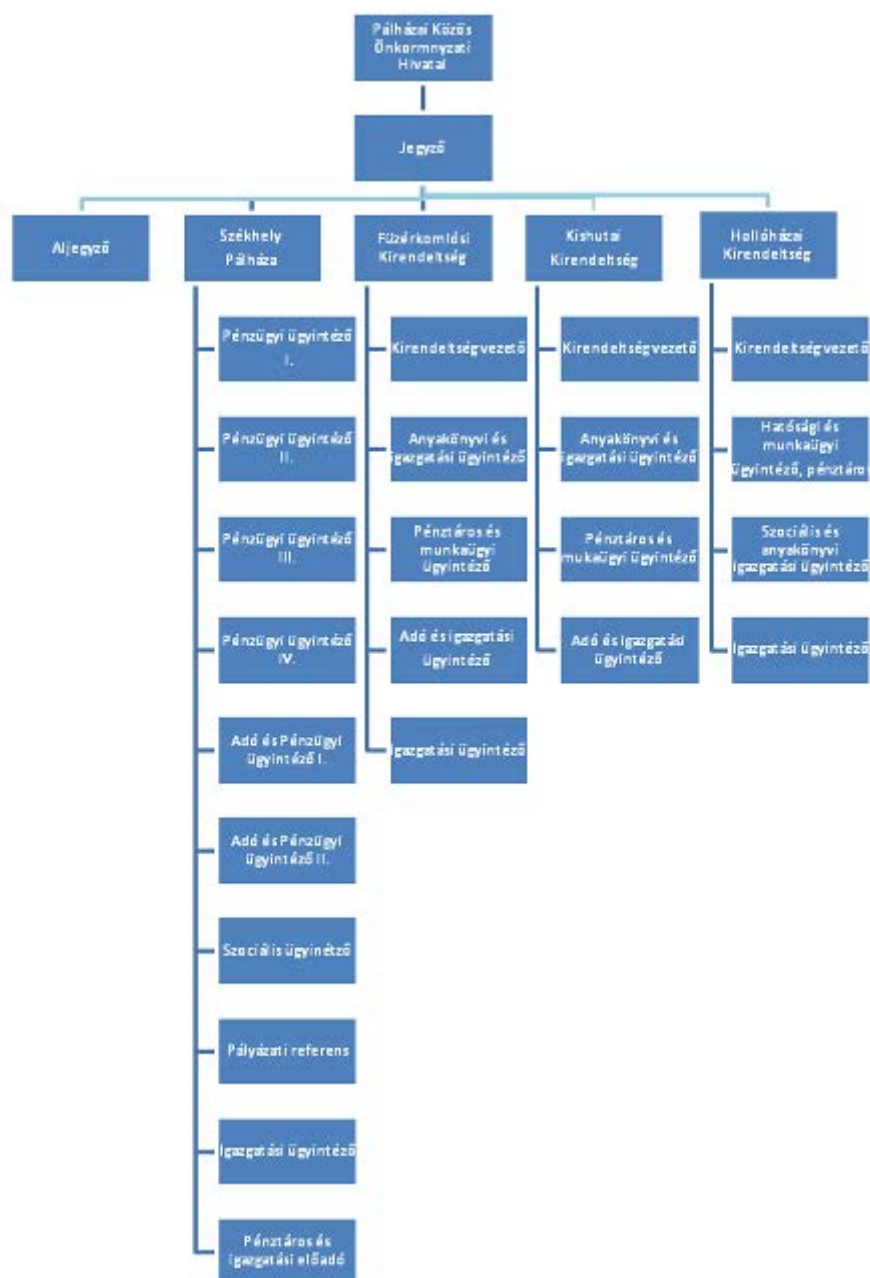 Pálházai Közös
Önkormnyzati
Hivatal
Jegyző
Aljegyző
Székhely
Pálháza
Füzérkomlósi
Kirendeltség
Kishutai
Kirendeltség
Hollóházai
Kirendeltség
Pénzügyi ügyintéző
I.
Pénzügyi ügyintéző
II.
Pénzügyi ügyintéző
III.
Pénzügyi ügyintéző
IV.
Adó és Pénzügyi
ügyintéző I.
Adó és Pénzügyi
ügyintéző II.
Szociális ügyinétző
Pályázati referens
Igazgatási ügyintéző
Pénztáros és
igazgatási előadó
Kirendeltségvezető
Anyakönyvi és
igazgatási ügyintéző
Pénztáros és
munkaügyi
ügyintéző
Adó és igazgatási
ügyintéző
Igazgatási ügyintéző
Kirendeltségvezető
Anyakönyvi és
igazgatási ügyintéző
Pénztáros és
mukaügyi ügyintéző
Adó és igazgatási
ügyintéző
Kirendeltségvezető
Hatósági és
munkaügyi
ügyintéző, pénztáros
Szociális és
anyakönyvi
igazgatási ügyintéző
Igazgatási ügyintéző